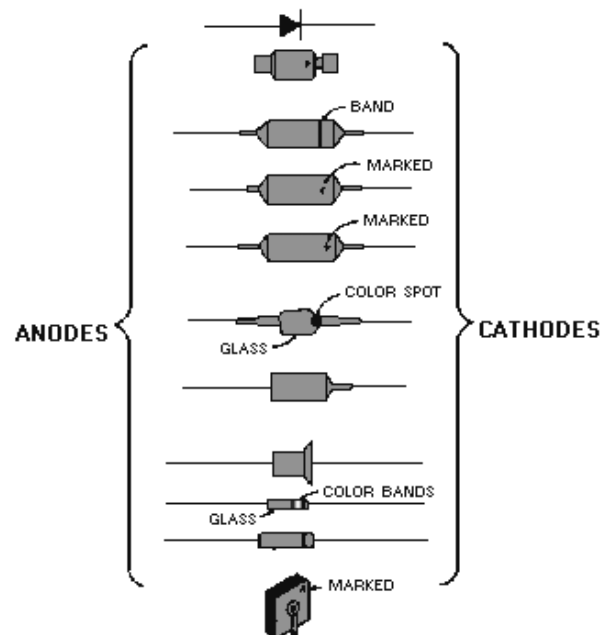 BAND
MARKED
MARKED
COLOR SPOT
ANODES
CATHODES
GLASS
COLOR BANDS
GLASS
MARKED